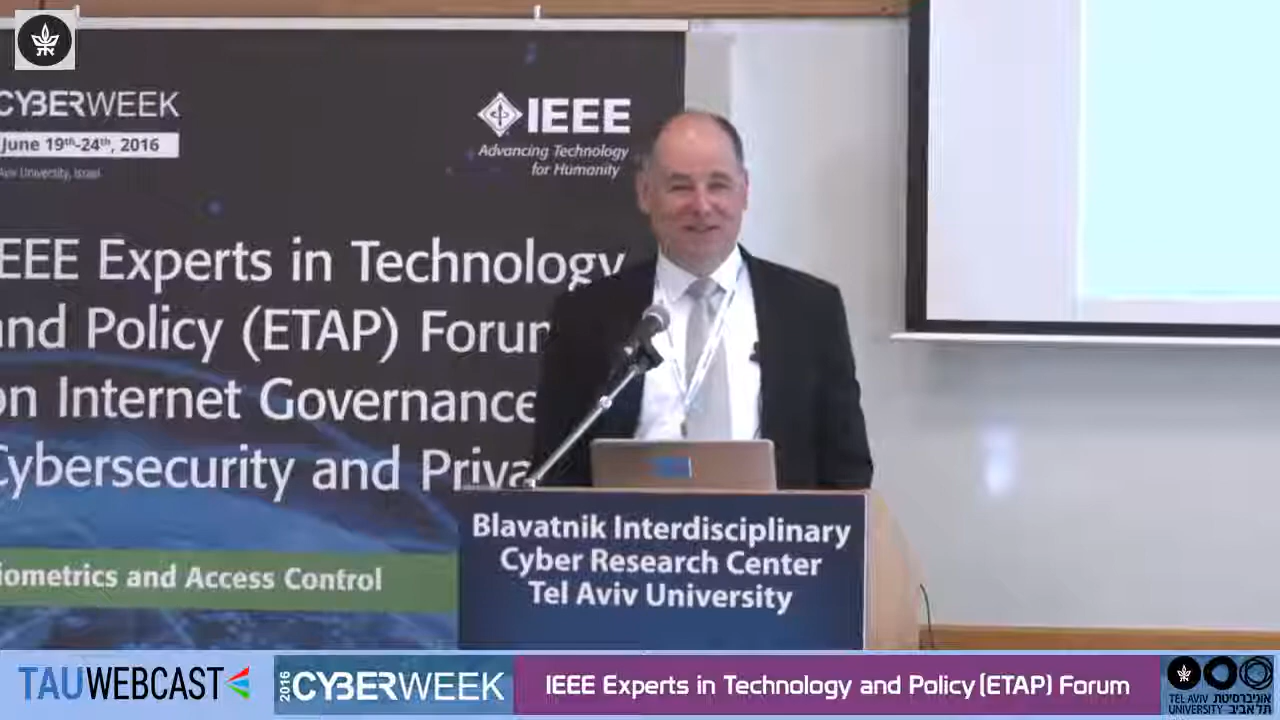 CYBERWEEK
June 19th-24th, 2016
Aviv University, Israel
IEEE
Advancing Technology
for Humanity
IEEE Experts in Technology
and Policy (ETAP) Forum
on Internet Governance
Cybersecurity and Priva
iometrics and Access Control
Blavatnik Interdisciplinary
Cyber Research Center
Tel Aviv University
TAUWEBCAST
2016 CYBERWEEK
IEEE Experts in Technology and Policy (ETAP) Forum
TEL AVIV אוניברסיטת
UNIVERSITY תל אביב